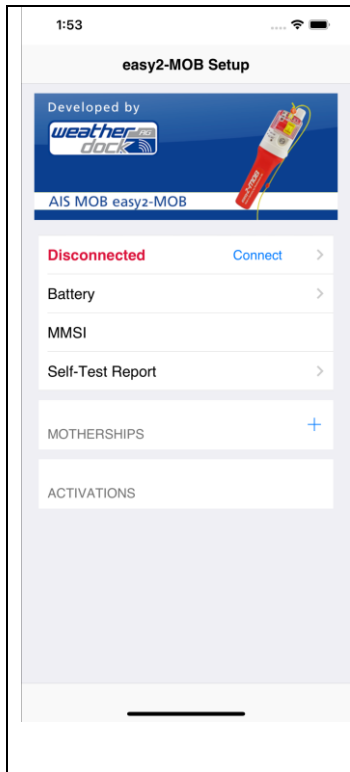 1:53
easy2-MOB Setup
Developed by
weather AG
dock
AIS MOB easy2-MOB
Disconnected Connect
Battery
MMSI
Self-Test Report
MOTHERSHIPS +
ACTIVATIONS